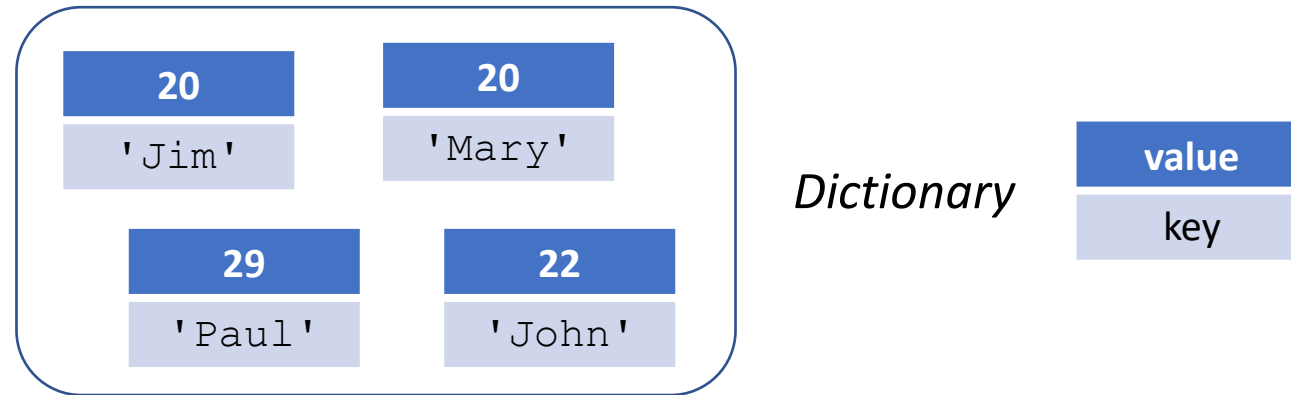 20
'Jim'
20
'Mary'
29
'Paul'
22
'John'
Dictionary
value
key